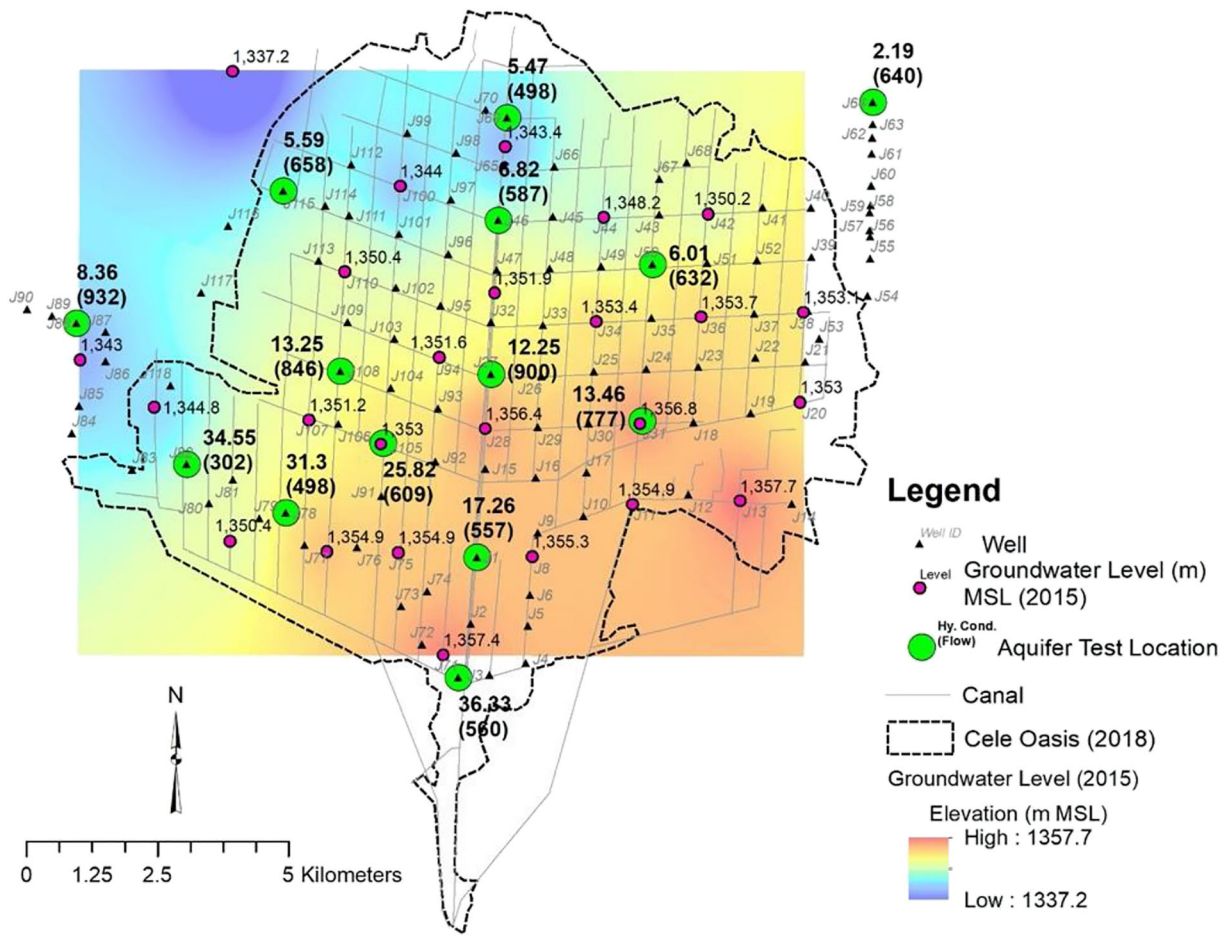 1,337.2
5.47
(498)
2.19
(640)
J70
J63
J62
J61
J60
J58
J59
J56
J57
J55
J54
J99
1,343.4
5.59
(658)
J112
J98
J66
J68
J67
1,344
J100
6.82
(587)
J97
J114
J111
J116
J101
1,348.2
J45
J44
J43
1,350.2
J42
J41
J40
J113
1,350.4
J110
J96
J47
J48
J49
6.01
(632)
J51
J52
J39
8.36
(932)
J90
J89
J87
J117
J102
1,351.9
J95
J32
J33
1,353.4
J34
J35
1,353.7
J36
J37
J38
J53
1,343
J86
J109
J103
13.25
(846)
1,351.6
J94
12.25
(900)
J26
J25
J24
J23
J22
J21
J85
J84
1,344.8
J104
J93
13.46
(777)
1,356.8
1,353
J20
J19
J18
1,351.2
J107
1,353
1,356.4
J28
J29
J30
34.55
(302)
31.3
(498)
25.82
(609)
J92
J15
J16
J17
J81
J80
J79
J91
17.26
(557)
J9
J10
1,354.9
J11
J12
1,357.7
J13
J14
1,350.4
1,354.9
J77
J76
1,354.9
J75
1,355.3
J8
J74
J73
J6
J5
J2
J72
1,357.4
J4
J3
36.33
(560)
N
0 1.25 2.5 5 Kilometers
Legend
Well ID
Well
Level
Groundwater Level (m)
MSL (2015)
Hy. Cond.
(Flow)
Aquifer Test Location
Canal
Cele Oasis (2018)
Groundwater Level (2015)
Elevation (m MSL)
High : 1357.7
Low : 1337.2